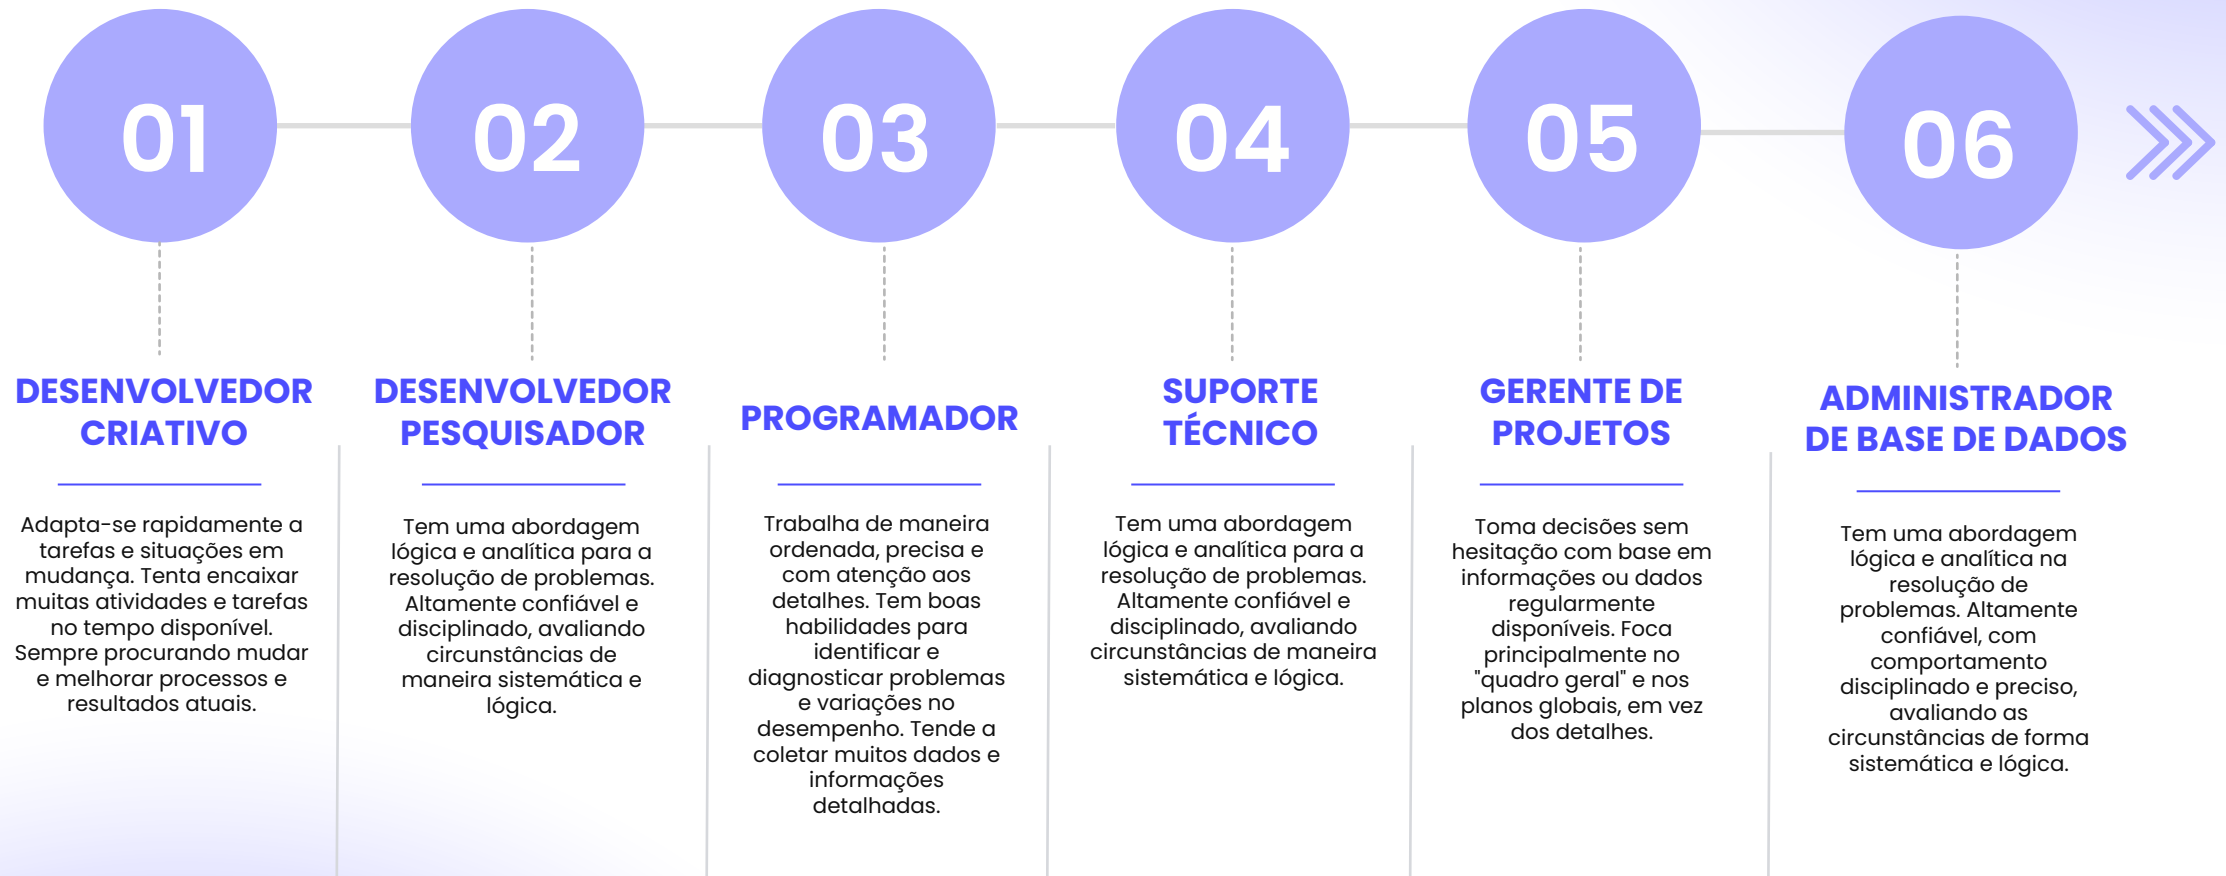 01
02
03
04
05
06
DESENVOLVEDOR
CRIATIVO
Adapta-se rapidamente a
tarefas e situações em
mudança. Tenta encaixar
muitas atividades e tarefas
no tempo disponível.
Sempre procurando mudar
e melhorar processos e
resultados atuais.
DESENVOLVEDOR
PESQUISADOR
Tem uma abordagem
lógica e analítica para a
resolução de problemas.
Altamente confiável e
disciplinado, avaliando
circunstâncias de
maneira sistemática e
lógica.
PROGRAMADOR
Trabalha de maneira
ordenada, precisa e
com atenção aos
detalhes. Tem boas
habilidades para
identificar e
diagnosticar problemas
e variações no
desempenho. Tende a
coletar muitos dados e
informações
detalhadas.
SUPORTE
TÉCNICO
Tem uma abordagem
lógica e analítica para a
resolução de problemas.
Altamente confiável e
disciplinado, avaliando
circunstâncias de maneira
sistemática e lógica.
GERENTE DE
PROJETOS
Toma decisões sem
hesitação com base em
informações ou dados
regularmente
disponíveis. Foca
principalmente no
"quadro geral" e nos
planos globais, em vez
dos detalhes.
ADMINISTRADOR
DE BASE DE DADOS
Tem uma abordagem
lógica e analítica na
resolução de
problemas. Altamente
confiável, com
comportamento
disciplinado e preciso,
avaliando as
circunstâncias de forma
sistemática e lógica.